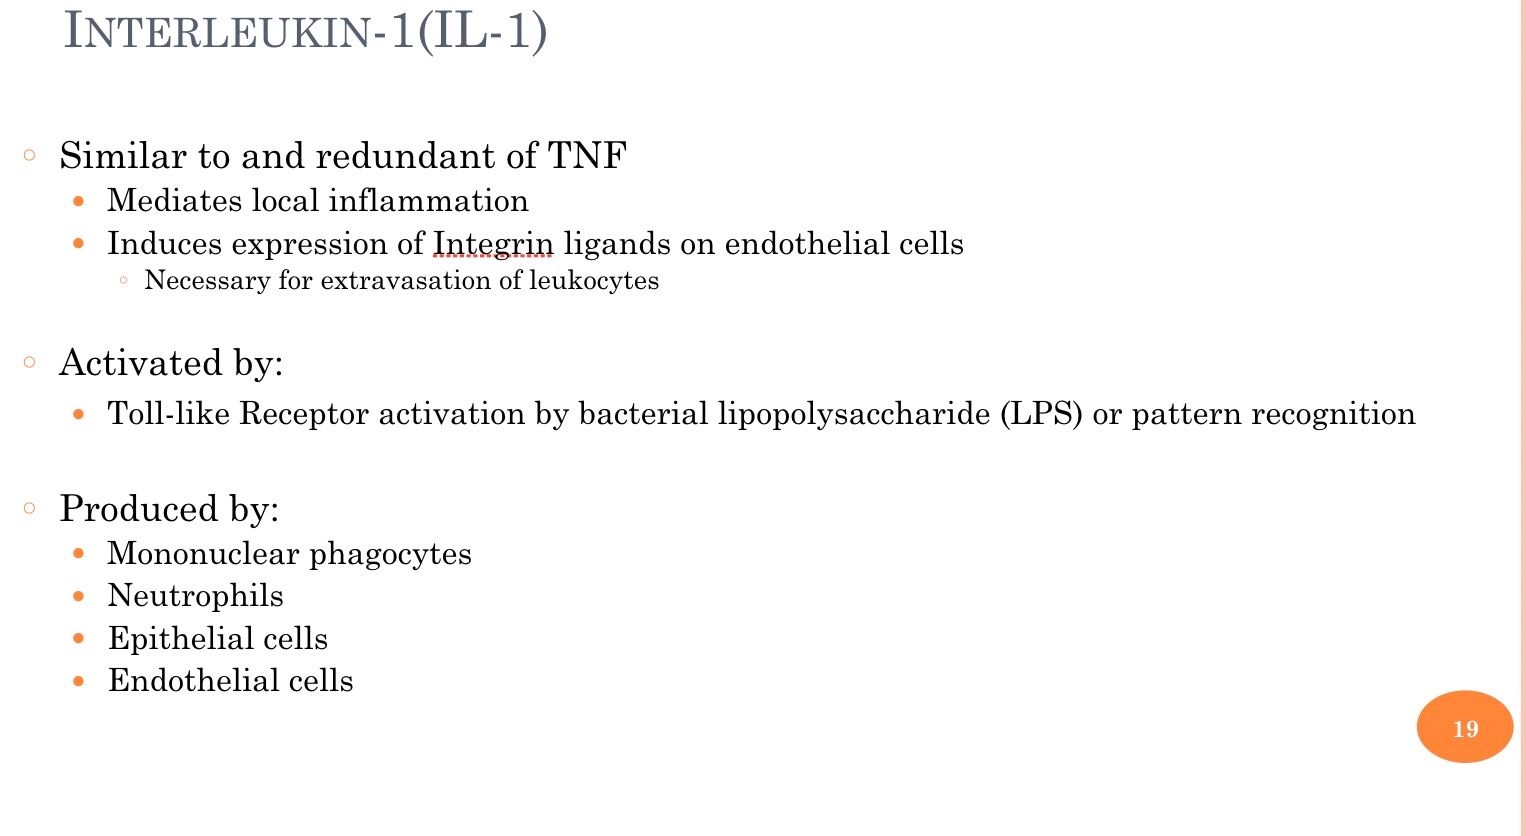 INTERLEUKIN-1(IL-1)
Similar to and redundant of TNF
Mediates local inflammation
Induces expression of Integrin ligands on endothelial cells
Necessary for extravasation of leukocytes
Activated by:
Toll-like Receptor activation by bacterial lipopolysaccharide (LPS) or pattern recognition
Produced by:
Mononuclear phagocytes
Neutrophils
Epithelial cells
Endothelial cells
19